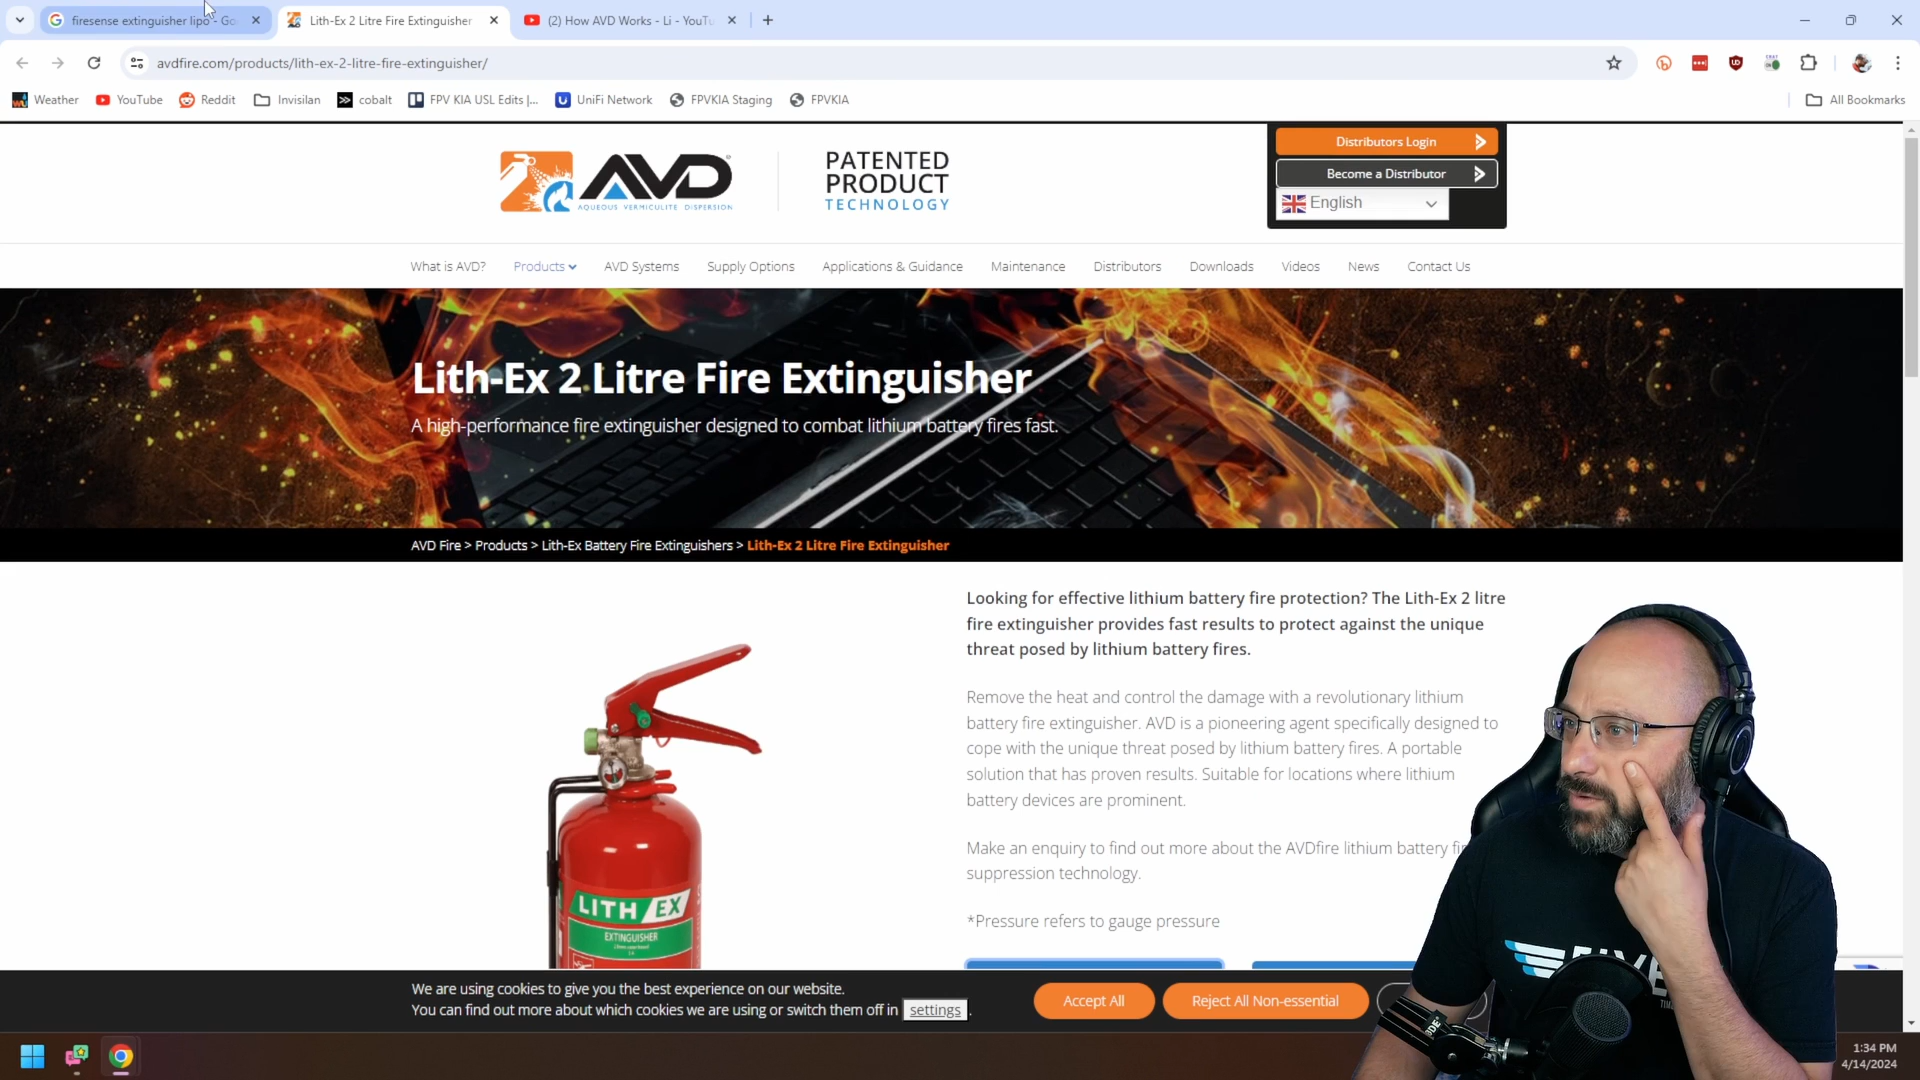 firesense extinguisher lipo - Go
Lith-Ex 2 Litre Fire Extinguisher
(2) How AVD Works - Li - YouTu
avdfire.com/products/lith-ex-2-litre-fire-extinguisher/
Weather
YouTube
Reddit
Invisilan
cobalt
FPV KIA USL Edits |...
UniFi Network
FPVKIA Staging
FPVKIA
All Bookmarks
AVD
AQUEOUS VERMICULITE DISPERSION
PATENTED
PRODUCT
TECHNOLOGY
Distributors Login
Become a Distributor
English
What is AVD?
Products
AVD Systems
Supply Options
Applications & Guidance
Maintenance
Distributors
Downloads
Videos
News
Contact Us
Lith-Ex 2 Litre Fire Extinguisher
A high-performance fire extinguisher designed to combat lithium battery fires fast.
AVD Fire > Products > Lith-Ex Battery Fire Extinguishers > Lith-Ex 2 Litre Fire Extinguisher
Looking for effective lithium battery fire protection? The Lith-Ex 2 litre
fire extinguisher provides fast results to protect against the unique
threat posed by lithium battery fires.
Remove the heat and control the damage with a revolutionary lithium
battery fire extinguisher. AVD is a pioneering agent specifically designed to
cope with the unique threat posed by lithium battery fires. A portable
solution that has proven results. Suitable for locations where lithium
battery devices are prominent.
Make an enquiry to find out more about the AVDfire lithium battery
suppression technology.
*Pressure refers to gauge pressure
LITH EX
EXTINGUISHER
We are using cookies to give you the best experience on our website.
You can find out more about which cookies we are using or switch them off in settings.
Accept All
Reject All Non-essential
1:34 PM
4/14/2024